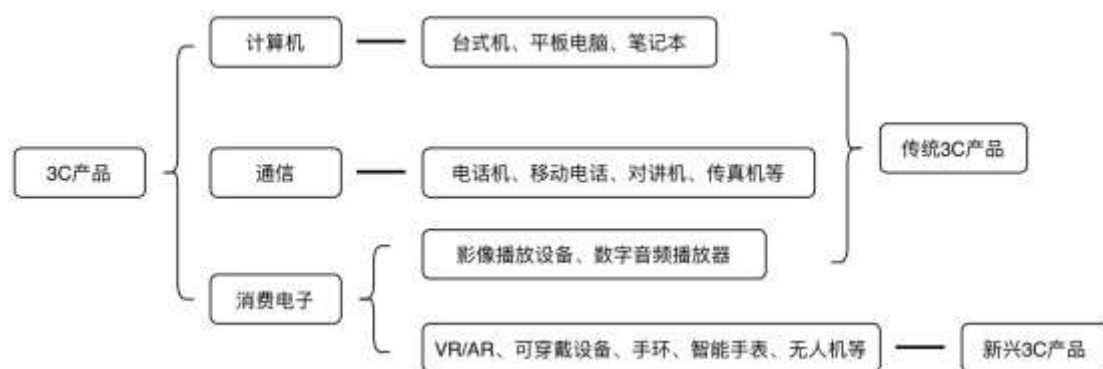 计算机
台式机、平板电脑、笔记本
传统3C产品
3C产品
通信
电话机、移动电话、对讲机、传真机等
影像播放设备、数字音频播放器
消费电子
VR/AR、可穿戴设备、手环、智能手表、无人机等
新兴3C产品